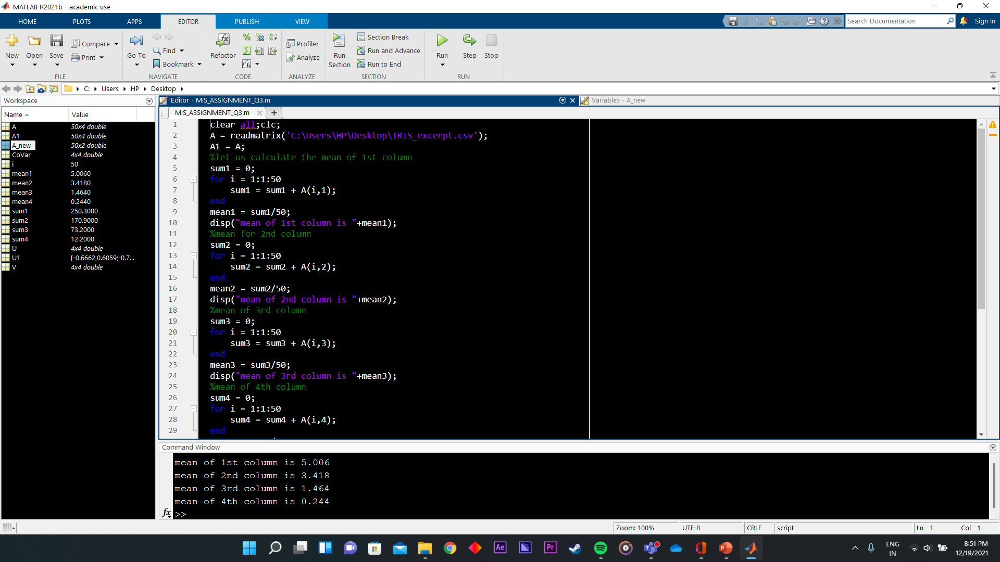 MATLAB R2021b - academic use
HOME PLOTS APPS EDITOR PUBLISH VIEW Search Documentation Sign In
New Open Save Compare Print
FILE
Go To Find Bookmark
NAVIGATE
Refactor
CODE
Profiler
Analyze
ANALYZE
Run Section
Section Break
Run and Advance
Run to End
SECTION
Run Step Stop
RUN
C: Users HP Desktop
Workspace
Name Value
A 50x4 double
A1 50x4 double
A_new 50x2 double
CoVar 4x4 double
i 50
mean1 5.0060
mean2 3.4180
mean3 1.4640
mean4 0.2440
sum1 250.3000
sum2 170.9000
sum3 73.2000
sum4 12.2000
U 4x4 double
U1 [-0.6662,0.6059;-0.7...
V 4x4 double
Editor - MIS_ASSIGNMENT_Q3.m
Variables - A_new
MIS_ASSIGNMENT_Q3.m
1 clear all;clc;
2 A = readmatrix('C:\Users\HP\Desktop\IRIS_excerpt.csv');
3 A1 = A;
4 %let us calculate the mean of 1st column
5 sum1 = 0;
6 for i = 1:1:50
7 sum1 = sum1 + A(i,1);
8 end
9 mean1 = sum1/50;
10 disp("mean of 1st column is "+mean1);
11 %mean for 2nd column
12 sum2 = 0;
13 for i = 1:1:50
14 sum2 = sum2 + A(i,2);
15 end
16 mean2 = sum2/50;
17 disp("mean of 2nd column is "+mean2);
18 %mean of 3rd column
19 sum3 = 0;
20 for i = 1:1:50
21 sum3 = sum3 + A(i,3);
22 end
23 mean3 = sum3/50;
24 disp("mean of 3rd column is "+mean3);
25 %mean of 4th column
26 sum4 = 0;
27 for i = 1:1:50
28 sum4 = sum4 + A(i,4);
29 end
Command Window
mean of 1st column is 5.006
mean of 2nd column is 3.418
mean of 3rd column is 1.464
mean of 4th column is 0.244
fx >>
Zoom: 100% UTF-8 CRLF script Ln 1 Col 1
Ae Pr
ENG
IN
8:51 PM
12/19/2021